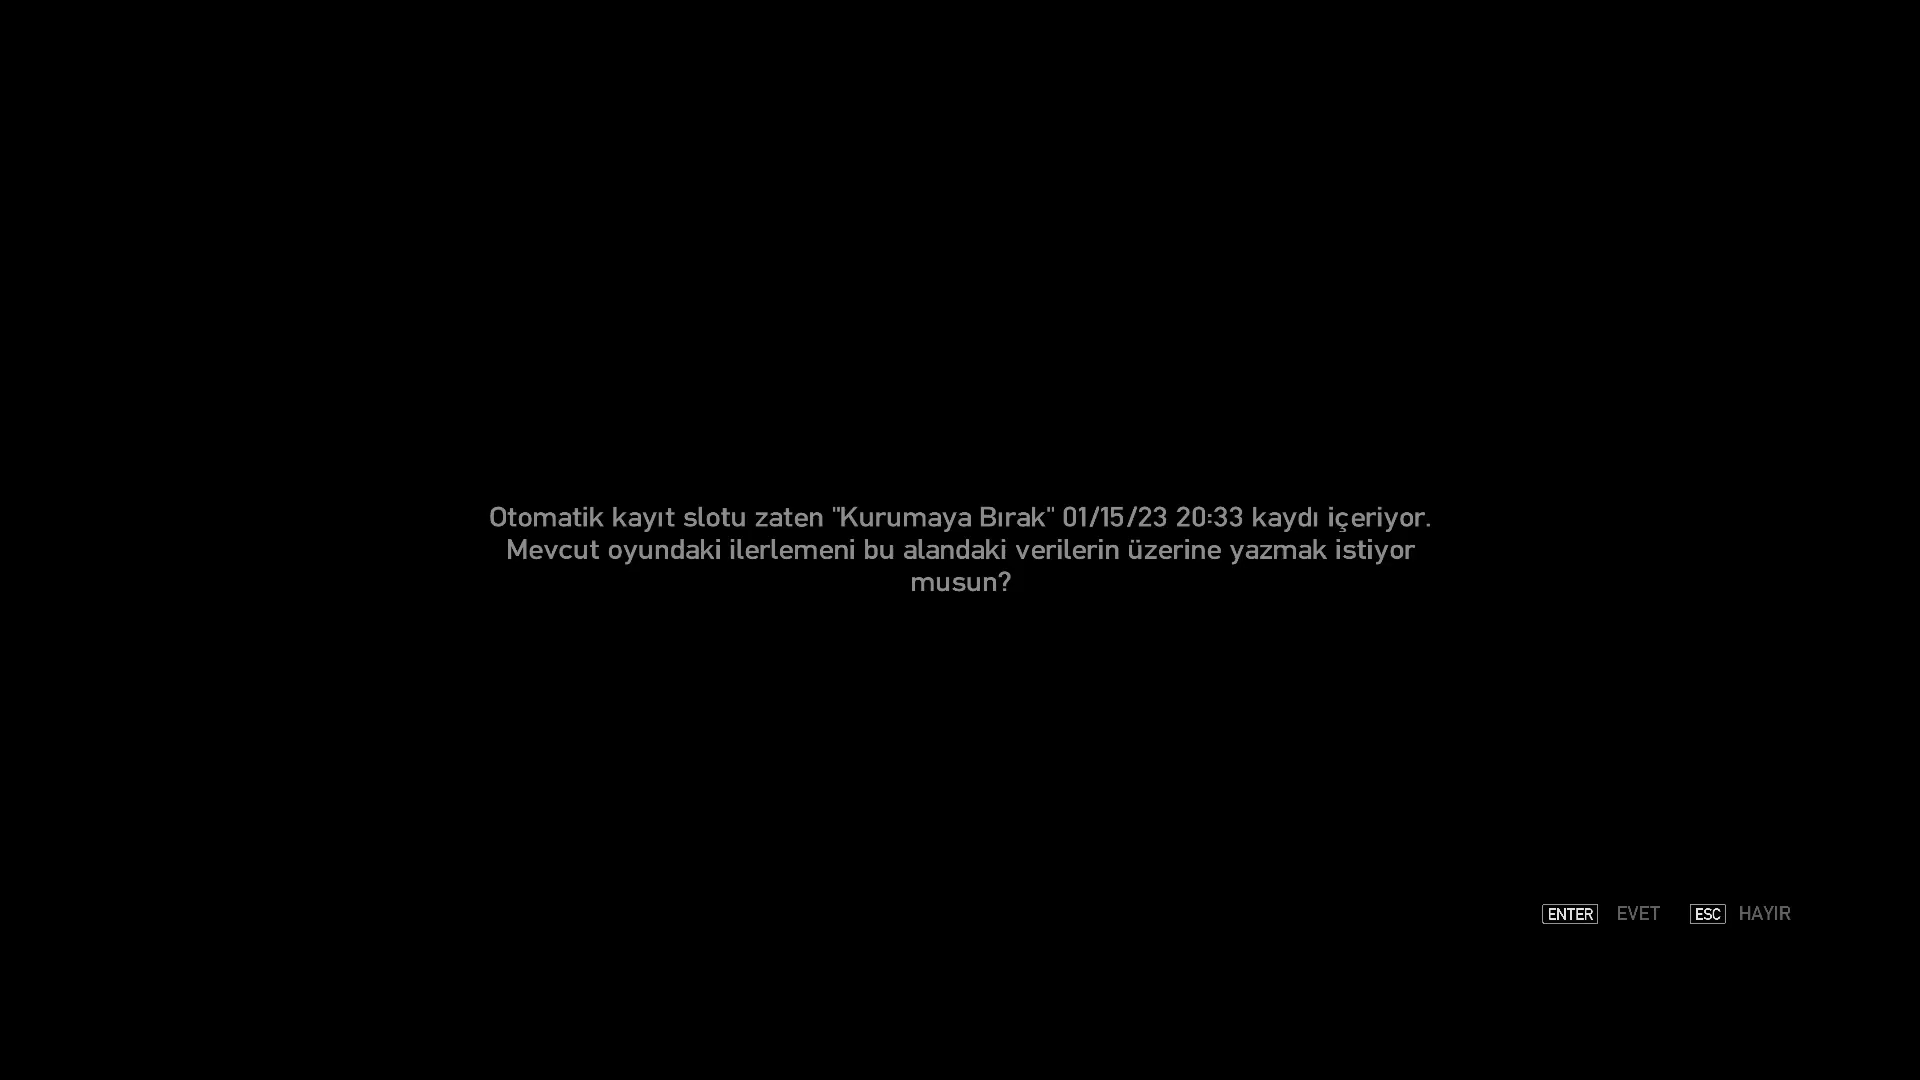 Otomatik kayıt slotu zaten "Kurumaya Bırak" 01/15/23 20:33 kaydı içeriyor.
Mevcut oyundaki ilerlemeni bu alandaki verilerin üzerine yazmak istiyor
musun?
ENTER EVET ESC HAYIR